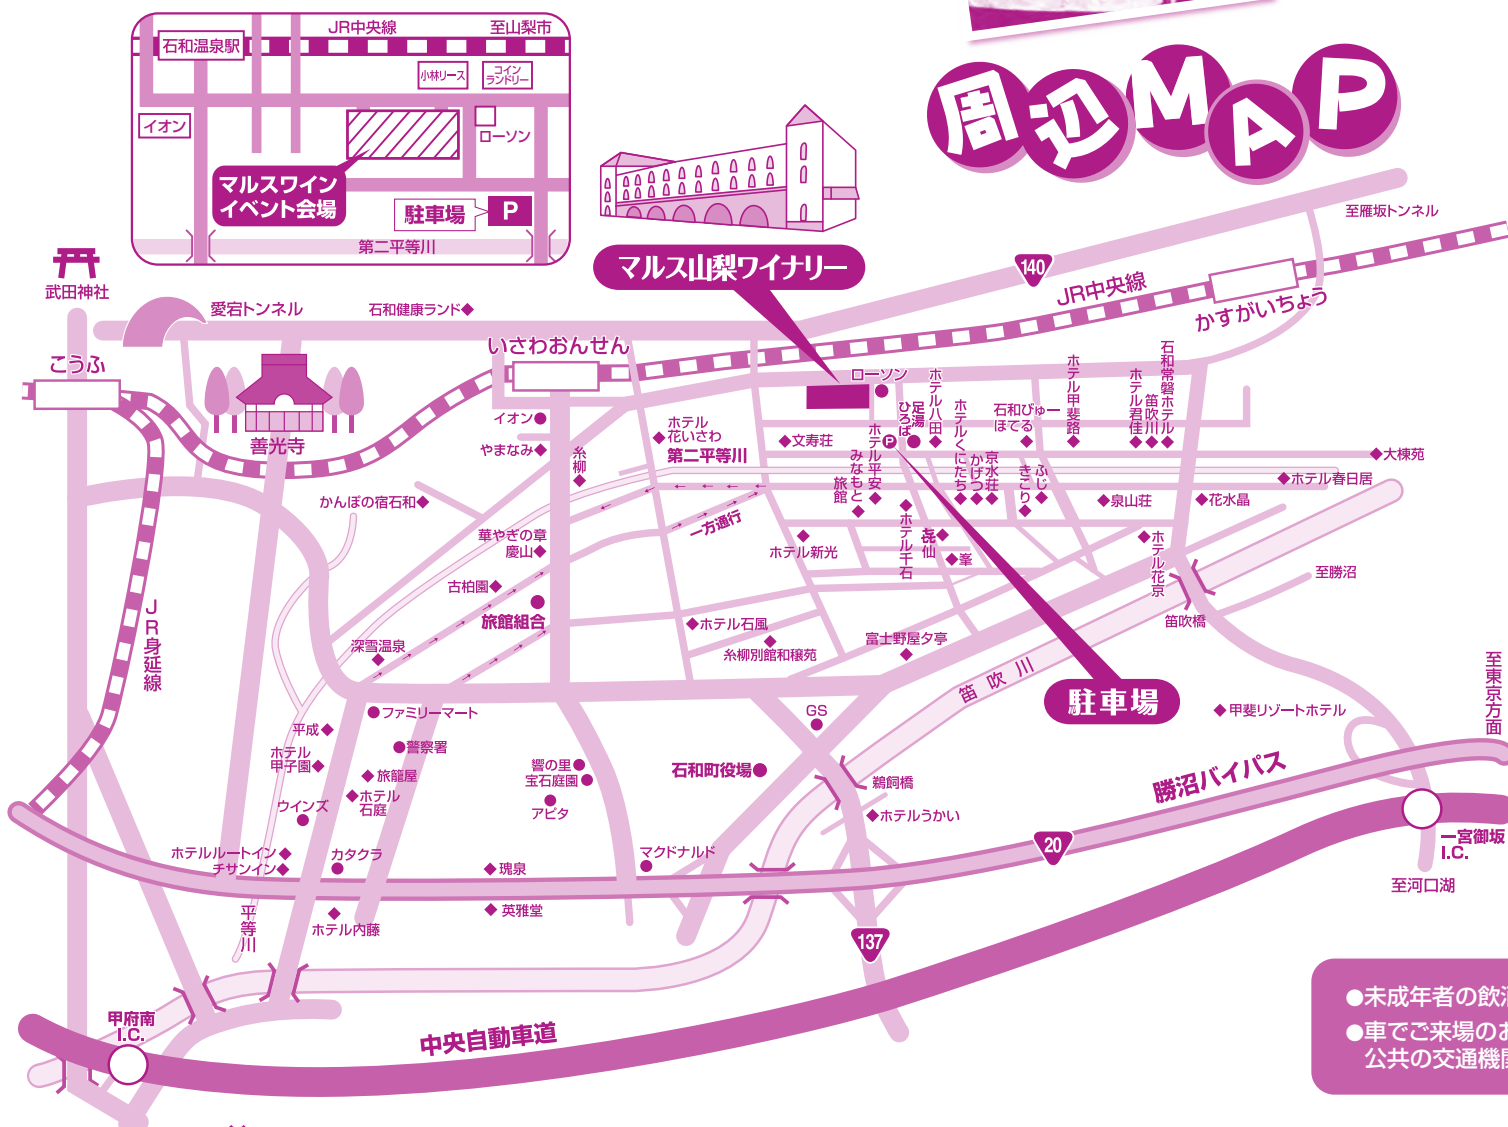 JR中央線
至山梨市
石和温泉駅
小林リース
コイン
ランドリー
イオン
ローソン
マルスワイン
イベント会場
駐車場
P
第二平等川
周辺MAP
至雁坂トンネル
マルス山梨ワイナリー
140
JR中央線
かすがいちょう
武田神社
愛宕トンネル
石和健康ランド
こうふ
いさわおんせん
善光寺
イオン
やまなみ
糸柳
ホテル
花いさわ
第二平等川
文寿荘
ローソン
足湯
ひろば
P
ホテル八田
ホテル平安
みなもと
旅館
ホテルくにたち
かげつ
京水荘
石和びゅー
ほてる
きこり
ふじ
ホテル甲斐路
ホテル君佳
笛吹川
石和常磐ホテル
大棟苑
ホテル春日居
泉山荘
花水晶
かんぽの宿石和
華やぎの章
慶山
一方通行
ホテル新光
ホテル千石
㐂仙
峯
ホテル花京
至勝沼
笛吹橋
古柏園
旅館組合
深雪温泉
ホテル石風
糸柳別館和穣苑
富士野屋夕亭
笛吹川
駐車場
JR身延線
至東京方面
ファミリーマート
平成
警察署
ホテル
甲子園
旅籠屋
ホテル
石庭
ウインズ
響の里
宝石庭園
アピタ
石和町役場
GS
鵜飼橋
ホテルうかい
甲斐リゾートホテル
勝沼バイパス
20
一宮御坂
I.C.
至河口湖
ホテルルートイン
チサンイン
カタクラ
瑰泉
マクドナルド
平等川
ホテル内藤
英雅堂
137
甲府南
I.C.
中央自動車道
●未成年者の飲
●車でご来場の
公共の交通機